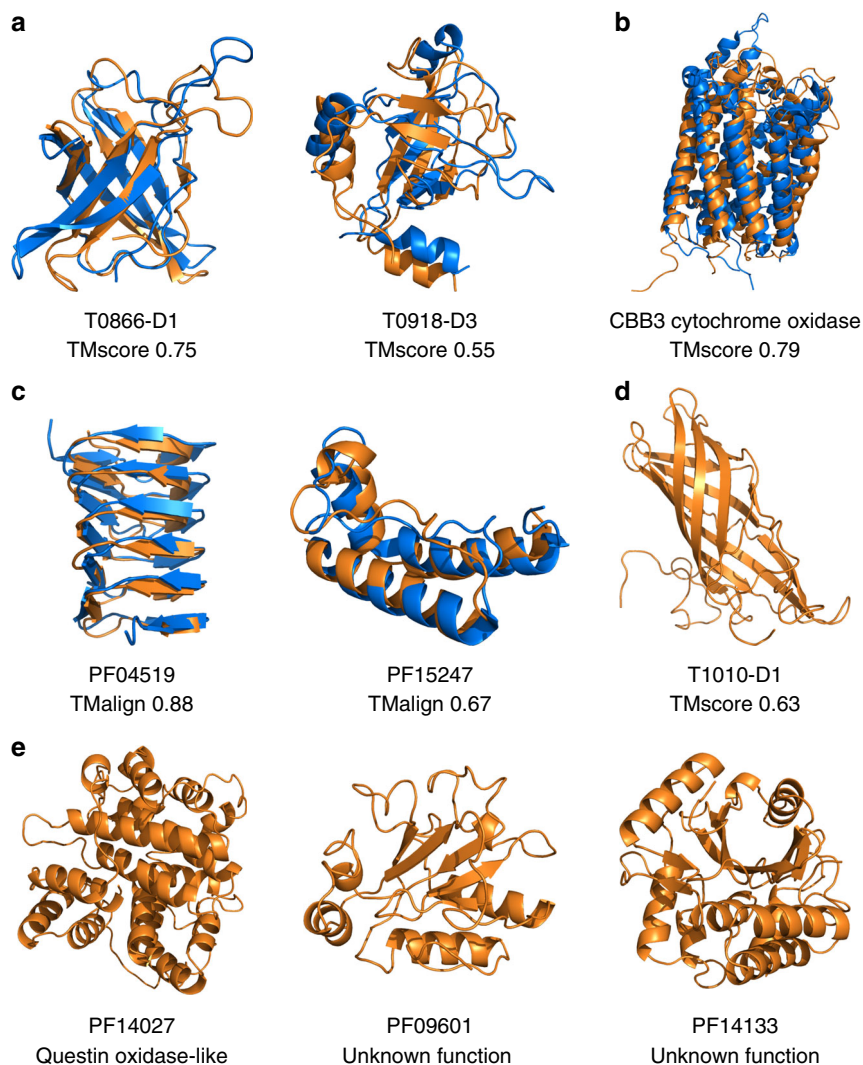 a
b
T0866-D1
TMscore 0.75
T0918-D3
TMscore 0.55
CBB3 cytochrome oxidase
TMscore 0.79
c
d
PF04519
TMalign 0.88
PF15247
TMalign 0.67
T1010-D1
TMscore 0.63
e
PF14027
Questin oxidase-like
PF09601
Unknown function
PF14133
Unknown function